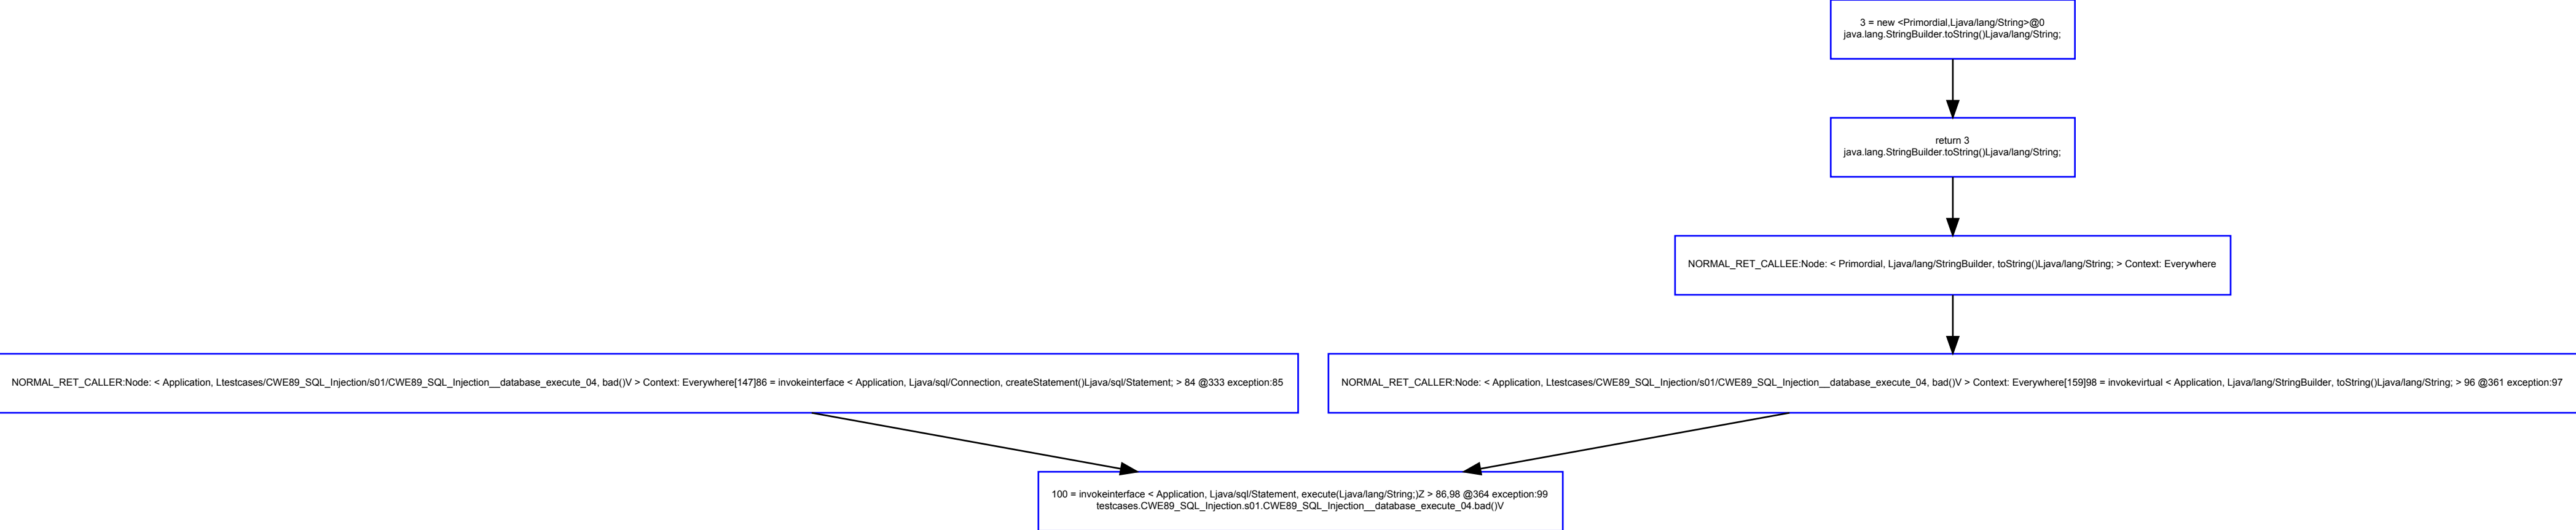 3 = new <Primordial,Ljava/lang/String>@0
java.lang.StringBuilder.toString()Ljava/lang/String;
return 3
java.lang.StringBuilder.toString()Ljava/lang/String;
NORMAL_RET_CALLEE:Node: < Primordial, Ljava/lang/StringBuilder, toString()Ljava/lang/String; > Context: Everywhere
NORMAL_RET_CALLER:Node: < Application, Ltestcases/CWE89_SQL_Injection/s01/CWE89_SQL_Injection__database_execute_04, bad()V > Context: Everywhere[147]86 = invokeinterface < Application, Ljava/sql/Connection, createStatement()Ljava/sql/Statement; > 84 @333 exception:85
NORMAL_RET_CALLER:Node: < Application, Ltestcases/CWE89_SQL_Injection/s01/CWE89_SQL_Injection__database_execute_04, bad()V > Context: Everywhere[159]98 = invokevirtual < Application, Ljava/lang/StringBuilder, toString()Ljava/lang/String; > 96 @361 exception:97
100 = invokeinterface < Application, Ljava/sql/Statement, execute(Ljava/lang/String;)Z > 86,98 @364 exception:99
testcases.CWE89_SQL_Injection.s01.CWE89_SQL_Injection__database_execute_04.bad()V